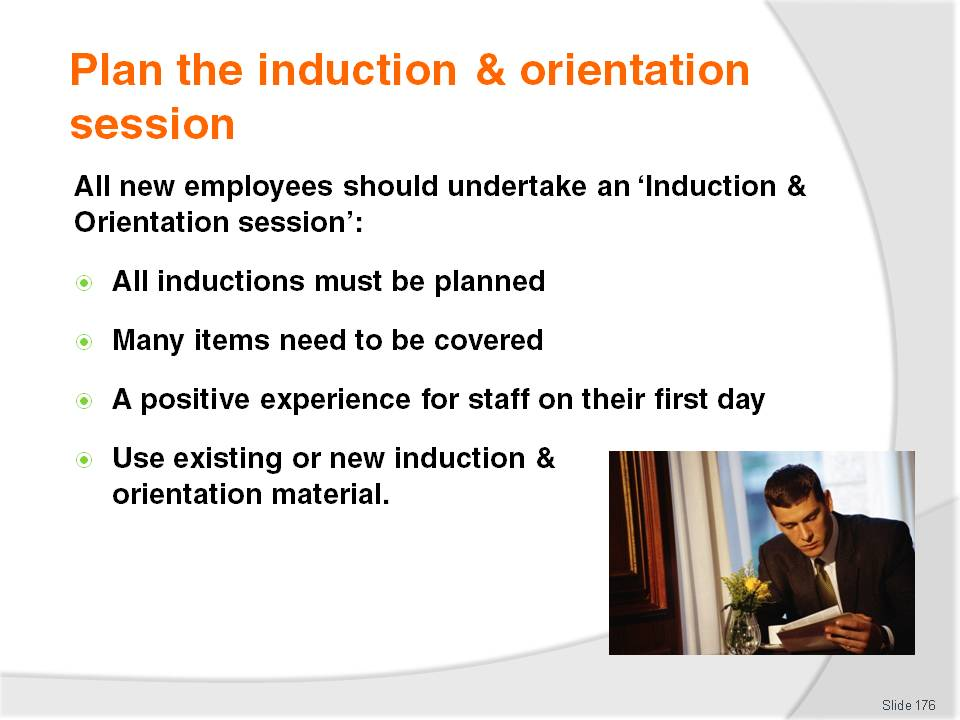 Plan the induction & orientation
session
All new employees should undertake an ‘Induction &
Orientation session’:
All inductions must be planned
Many items need to be covered
A positive experience for staff on their first day
Use existing or new induction &
orientation material.
Slide 176